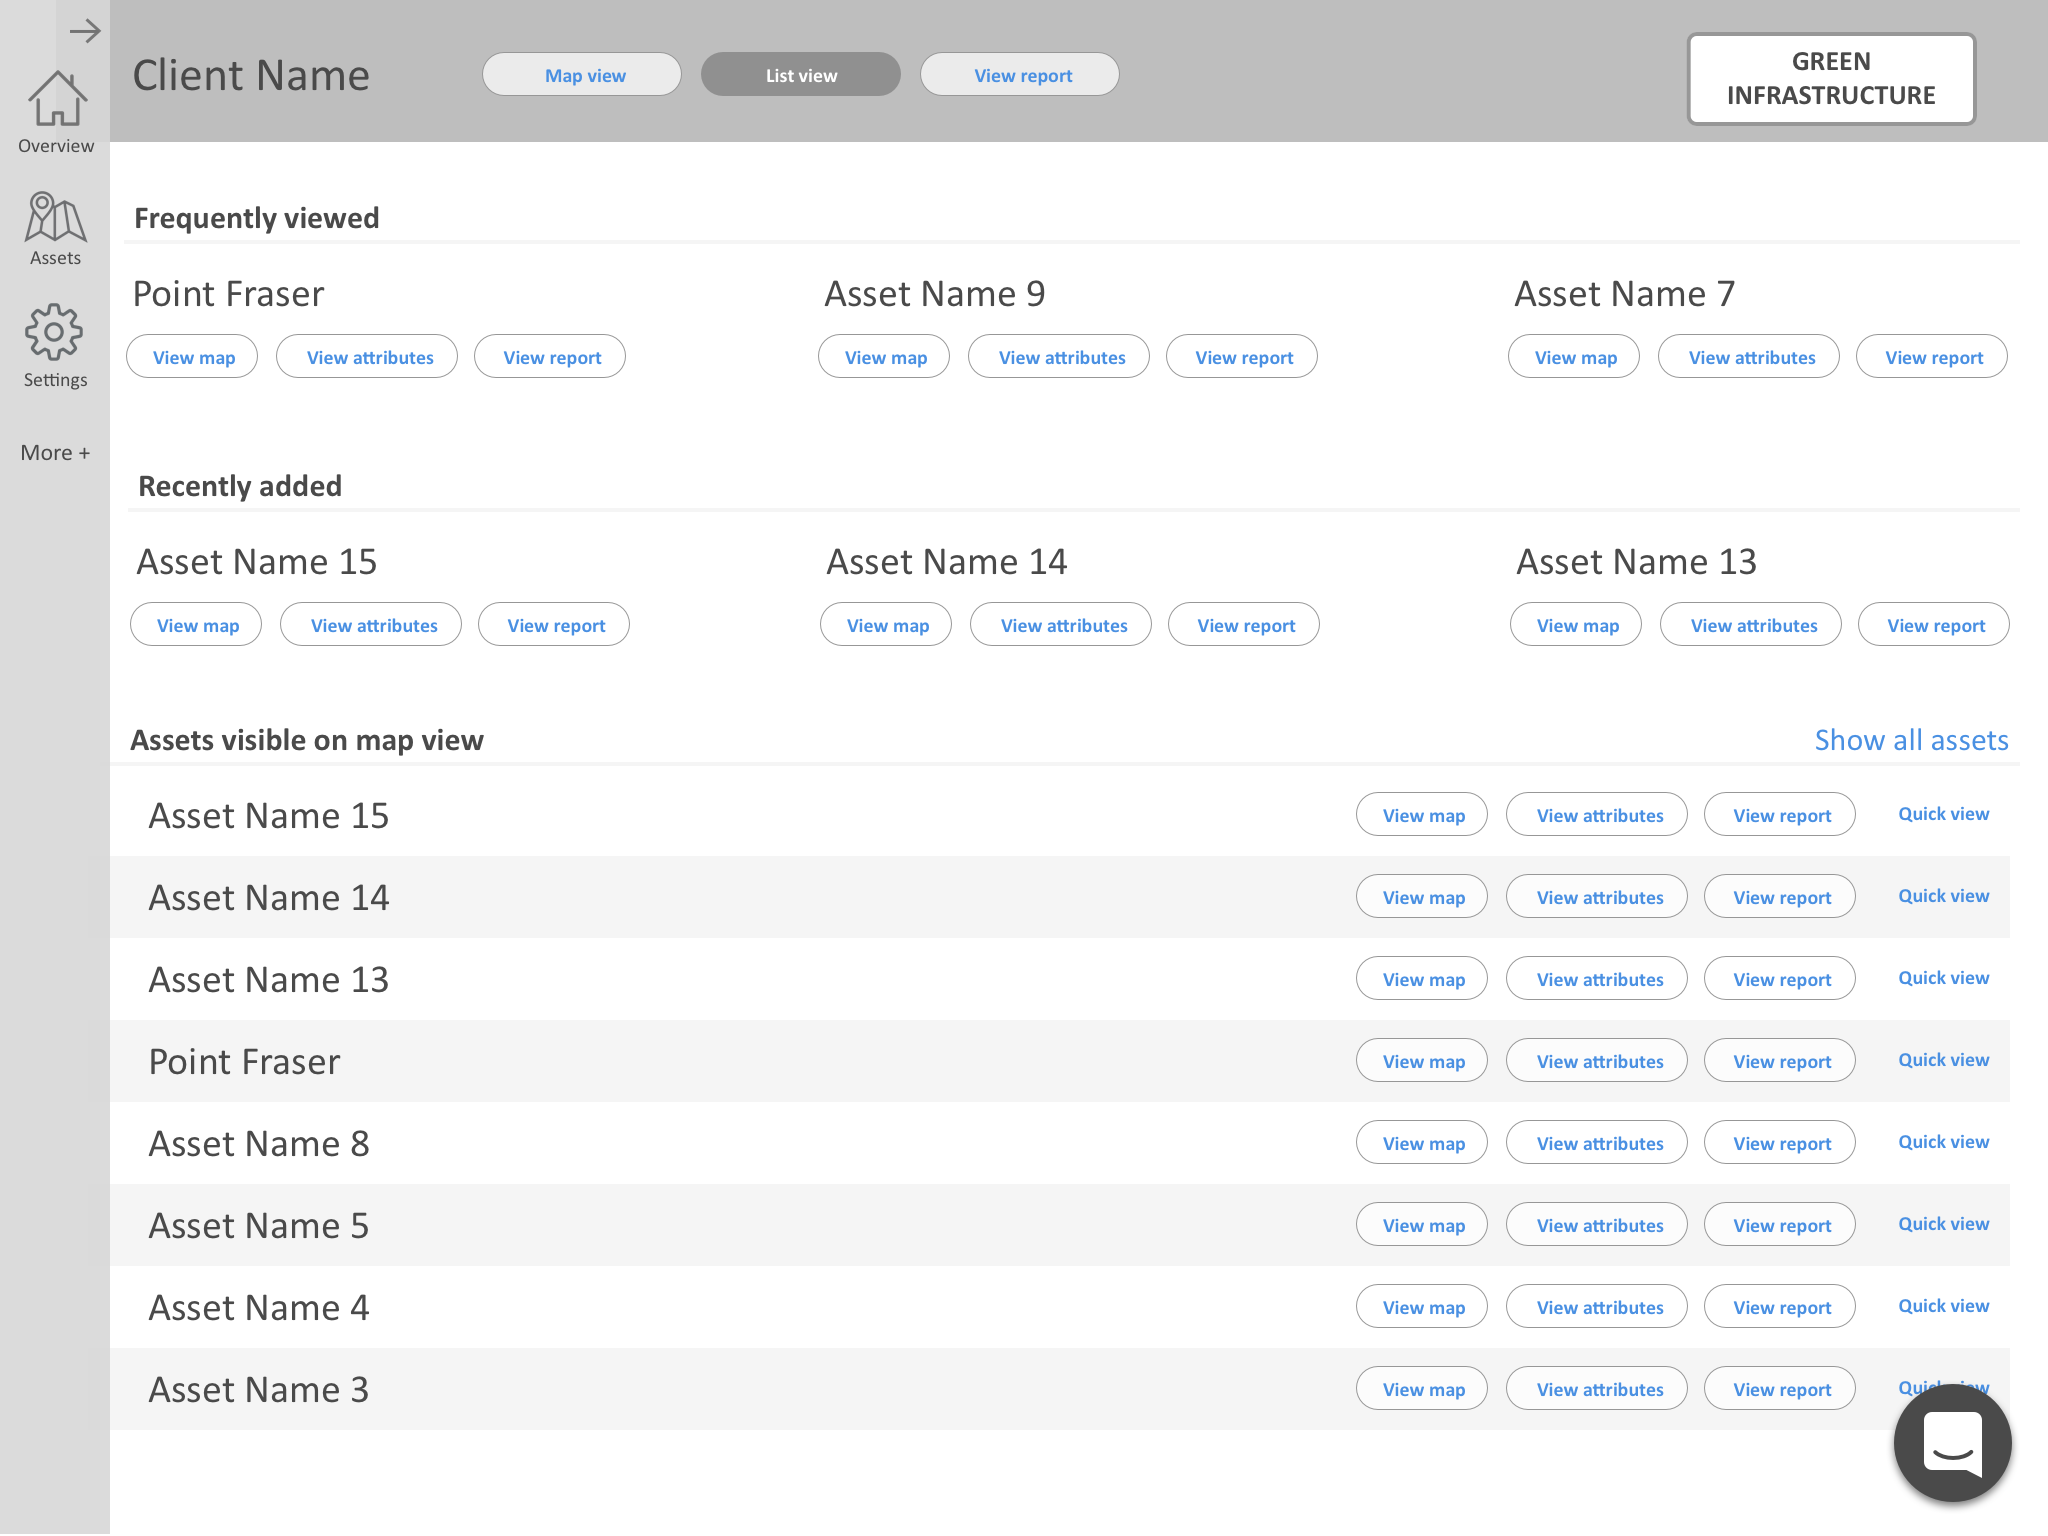 Client Name
Map view
List view
View report
GREEN
INFRASTRUCTURE
Overview
Assets
Settings
More +
Frequently viewed
Point Fraser
View map
View attributes
View report
Asset Name 9
View map
View attributes
View report
Asset Name 7
View map
View attributes
View report
Recently added
Asset Name 15
View map
View attributes
View report
Asset Name 14
View map
View attributes
View report
Asset Name 13
View map
View attributes
View report
Assets visible on map view
Show all assets
Asset Name 15
View map
View attributes
View report
Quick view
Asset Name 14
View map
View attributes
View report
Quick view
Asset Name 13
View map
View attributes
View report
Quick view
Point Fraser
View map
View attributes
View report
Quick view
Asset Name 8
View map
View attributes
View report
Quick view
Asset Name 5
View map
View attributes
View report
Quick view
Asset Name 4
View map
View attributes
View report
Quick view
Asset Name 3
View map
View attributes
View report
Quick view